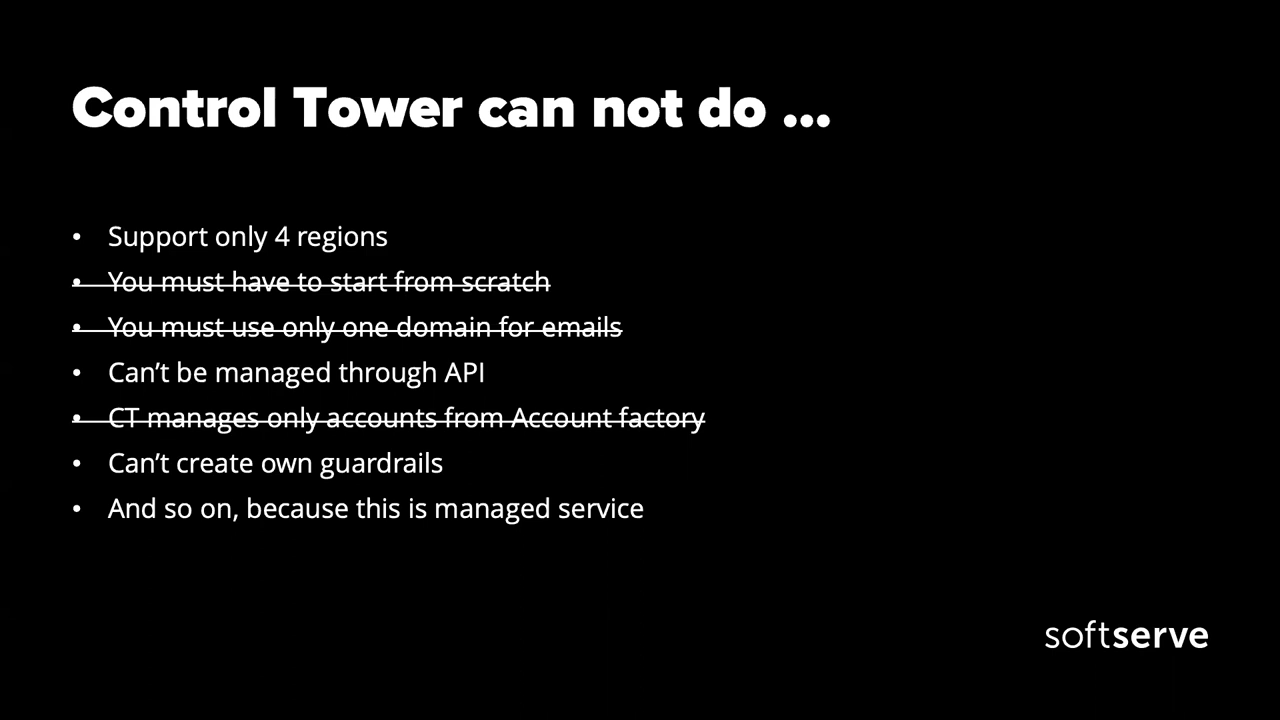 Control Tower can not do ...
• Support only 4 regions
• You must have to start from scratch
• You must use only one domain for emails
• Can’t be managed through API
• CT manages only accounts from Account factory
• Can’t create own guardrails
• And so on, because this is managed service
softserve